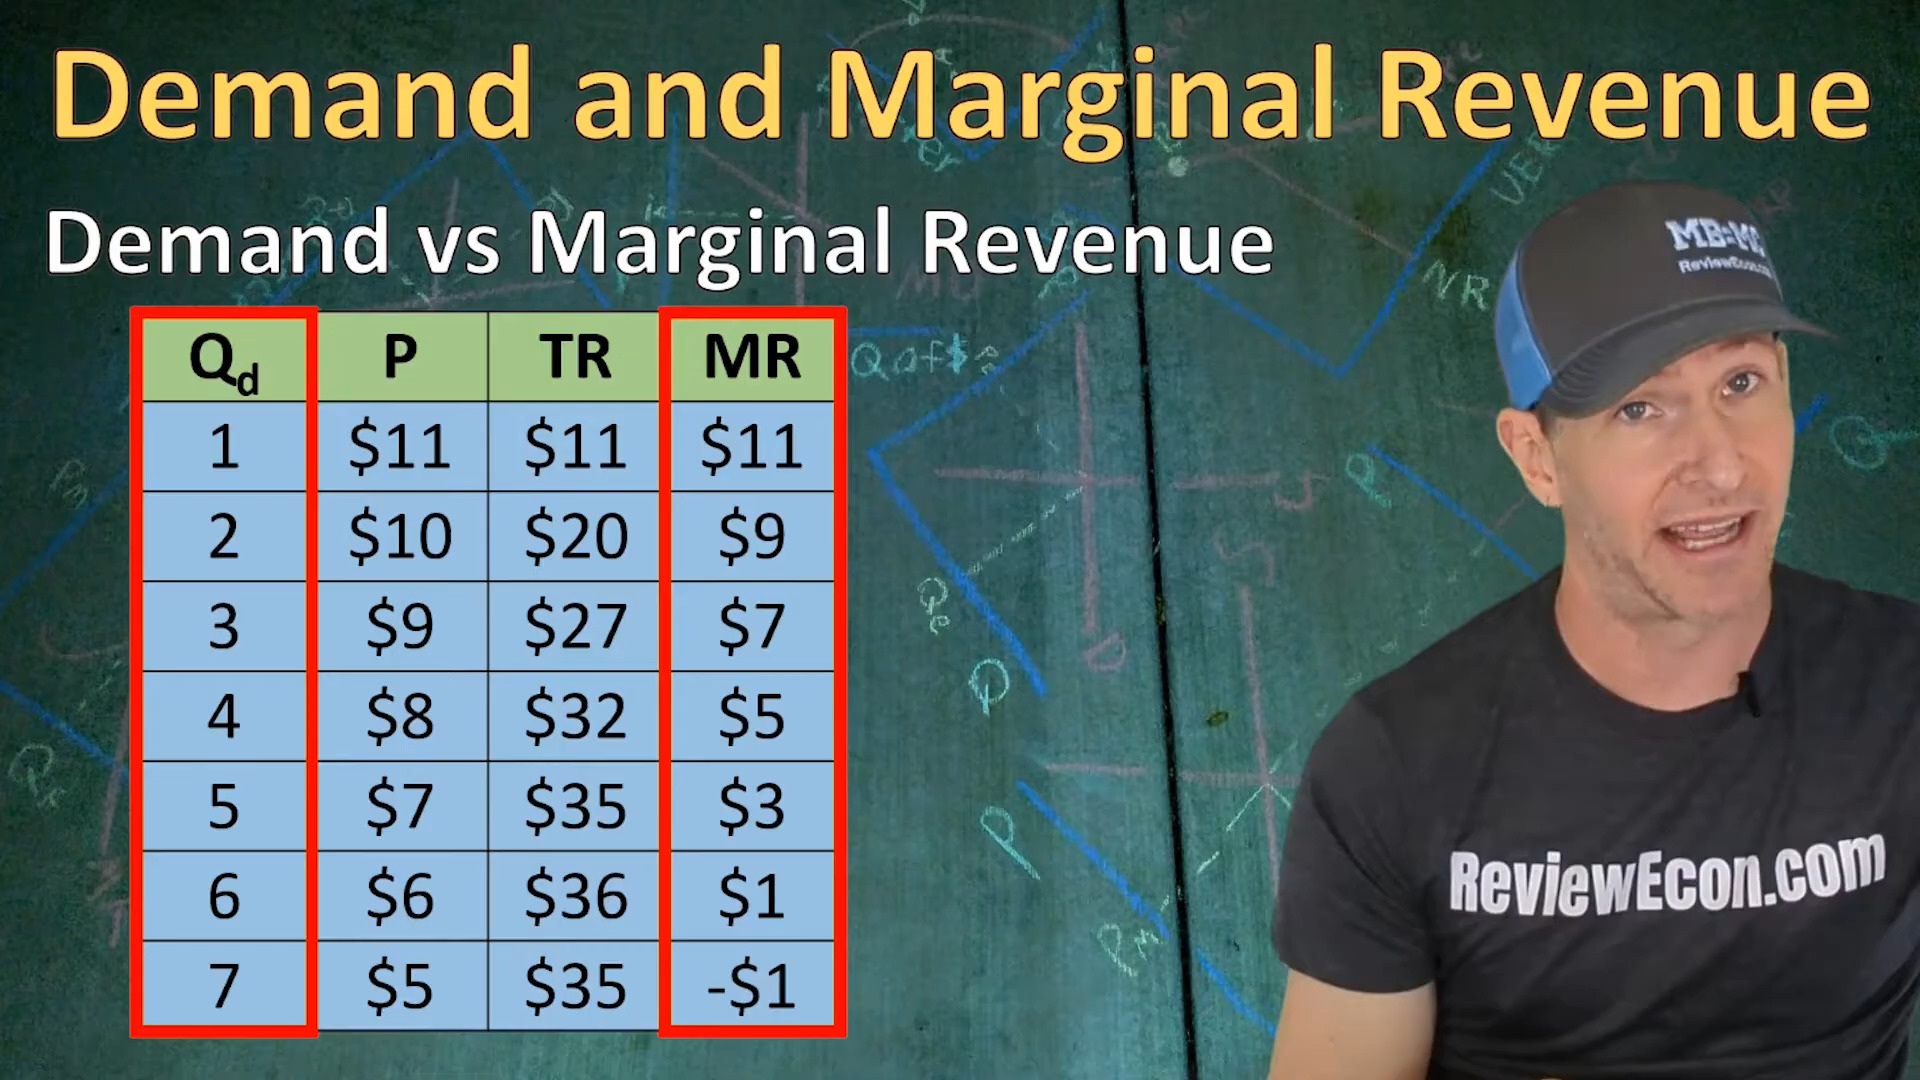 Demand and Marginal Revenue
Demand vs Marginal Revenue
Qd P TR MR
1 $11 $11 $11
2 $10 $20 $9
3 $9 $27 $7
4 $8 $32 $5
5 $7 $35 $3
6 $6 $36 $1
7 $5 $35 -$1
MB=MC
ReviewEcon.com
ReviewEcon.com